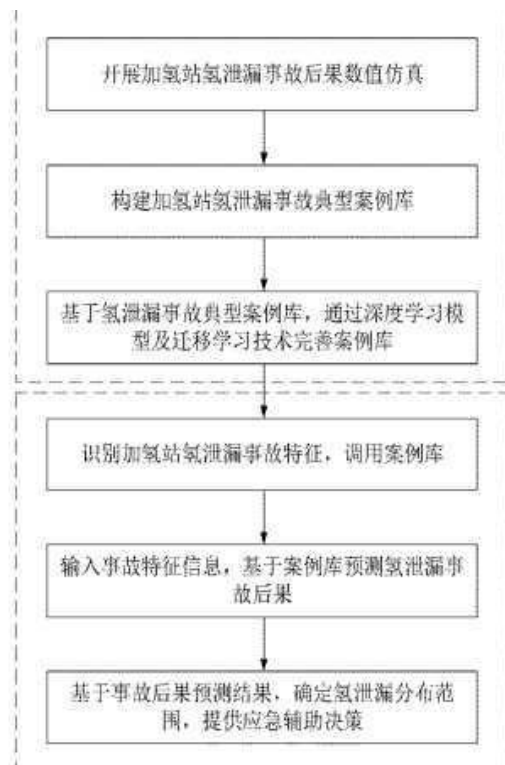 开展加氢站氢泄漏事故后果数值仿真
构建加氢站氢泄漏事故典型案例库
基于氢泄漏事故典型案例库，通过深度学习模
型及迁移学习技术完善案例库
识别加氢站氢泄漏事故特征，调用案例库
输入事故特征信息，基于案例库预测氢泄漏事
故后果
基于事故后果预测结果，确定氢泄漏分布范
围，提供应急辅助决策